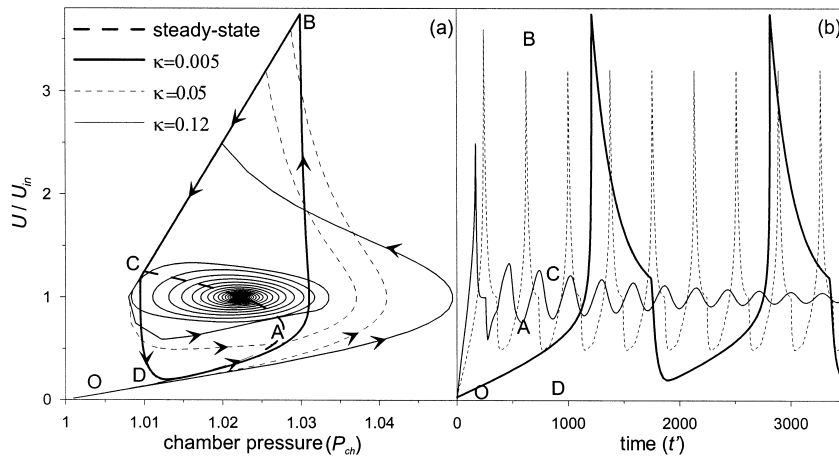 B
(a)
steady-state
κ=0.005
κ=0.05
κ=0.12
3
2
1
0
U / U_in
C
A
D
O
1
1.01
1.02
1.03
1.04
chamber pressure (P_ch)
B
(b)
C
A
O
D
0
1000
2000
3000
time (t')